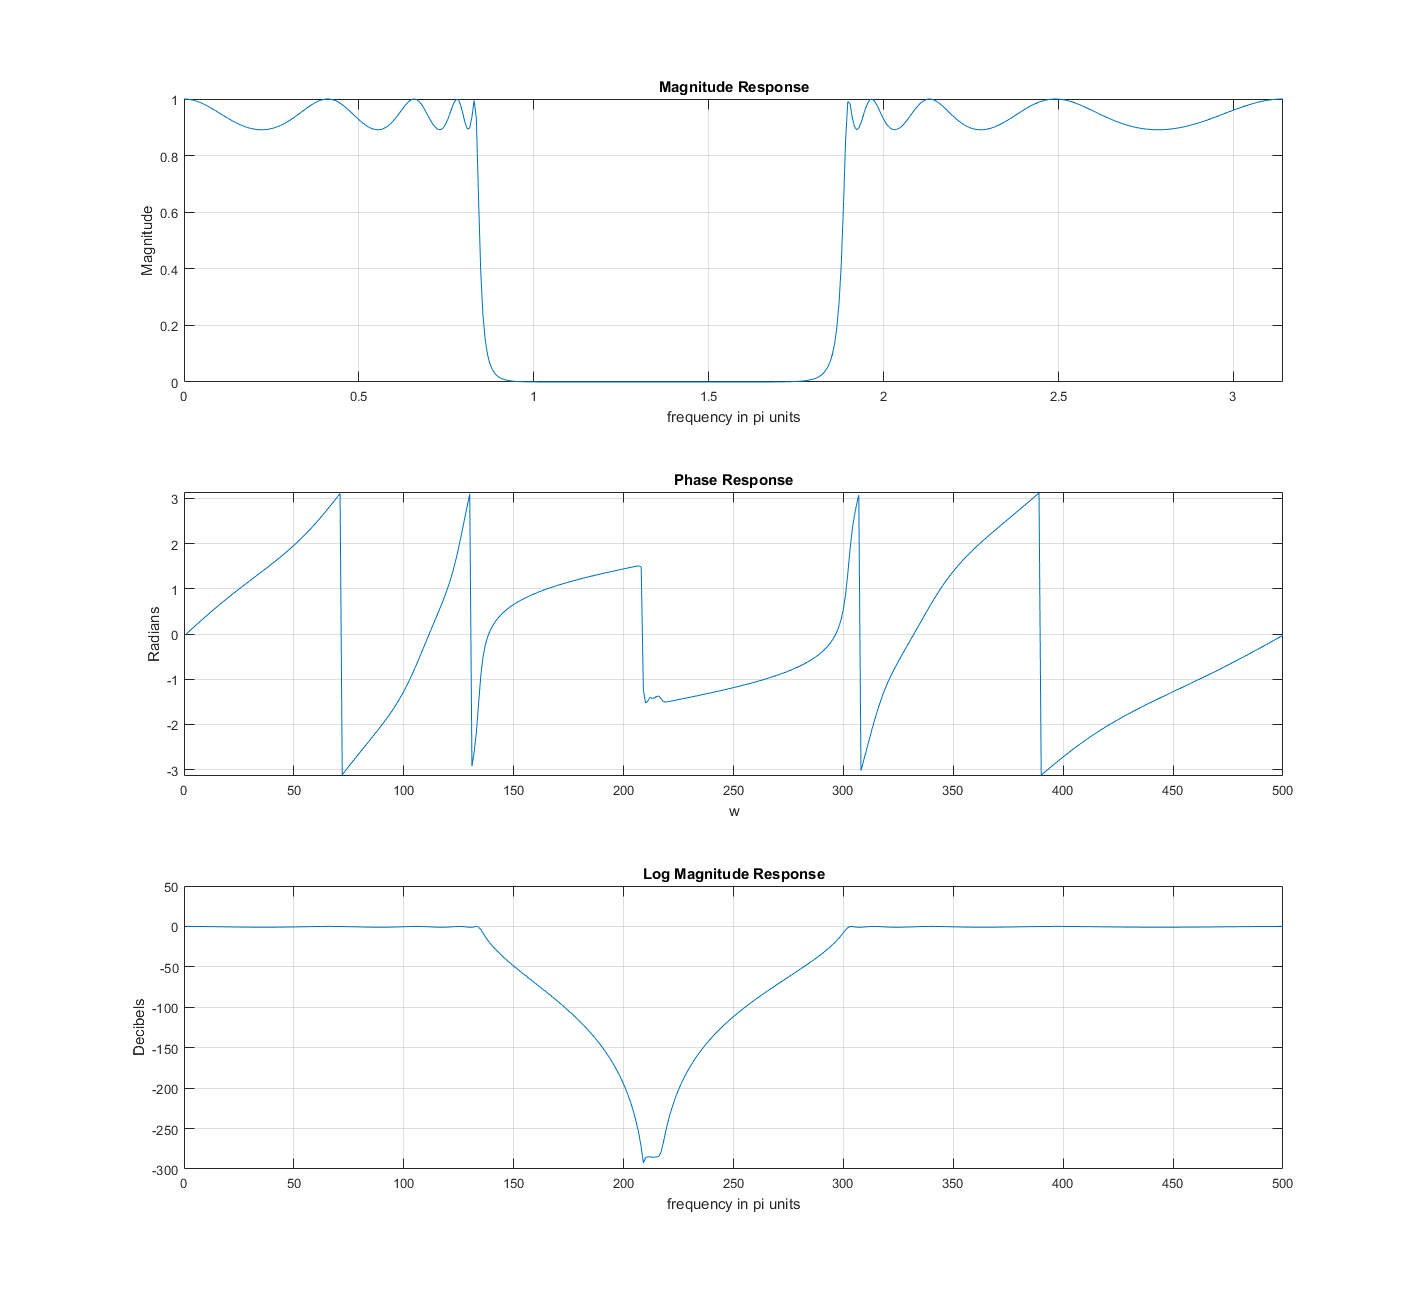 Magnitude Response
1
0.8
0.6
0.4
0.2
0
Magnitude
0 0.5 1 1.5 2 2.5 3
frequency in pi units
Phase Response
3
2
1
0
-1
-2
-3
Radians
0 50 100 150 200 250 300 350 400 450 500
w
Log Magnitude Response
50
0
-50
-100
-150
-200
-250
-300
Decibels
0 50 100 150 200 250 300 350 400 450 500
frequency in pi units